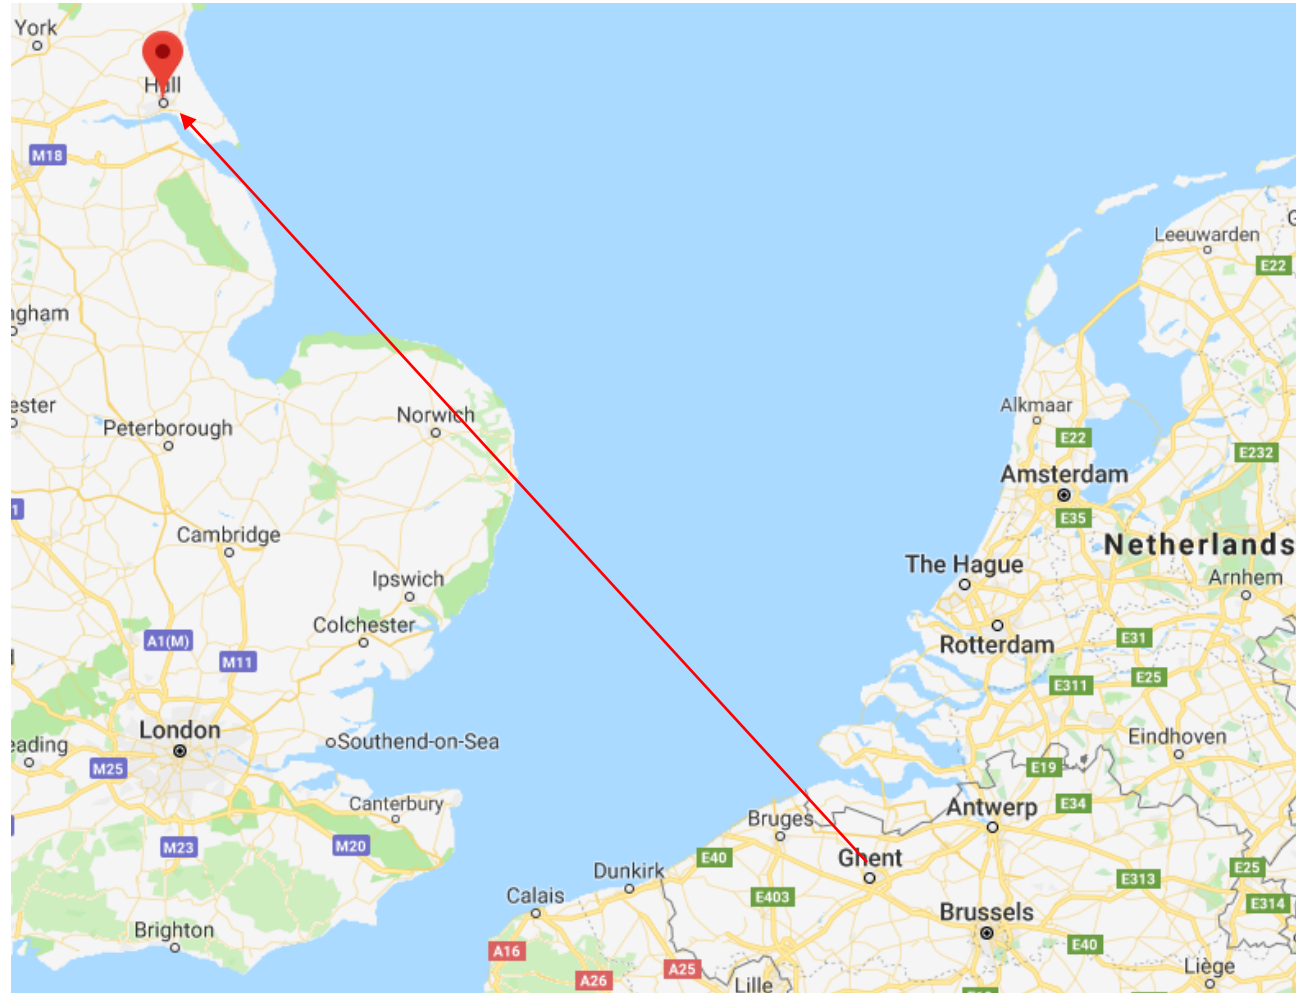 York
Hull
M18
Leeuwarden
E22
ngham
ester
Peterborough
Norwich
Alkmaar
E22
E232
Amsterdam
E35
1
Cambridge
Netherlands
The Hague
Ipswich
Arnhem
Colchester
Rotterdam
E31
A1(M)
M11
E25
E311
London
eading
Southend-on-Sea
Eindhoven
M25
E19
Canterbury
Antwerp
E34
Bruges
M23
M20
Ghent
E40
Dunkirk
E25
E313
Calais
E403
E314
Brighton
Brussels
E40
A16
A25
A26
Lille
Liège